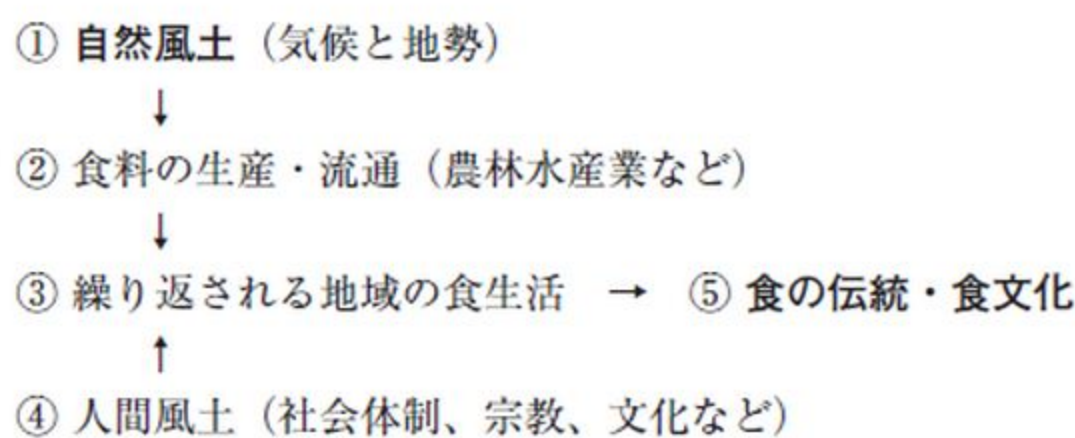 ① 自然風土（気候と地勢）
↓
② 食料の生産・流通（農林水産業など）
↓
③ 繰り返される地域の食生活 → ⑤ 食の伝統・食文化
↑
④ 人間風土（社会体制、宗教、文化など）